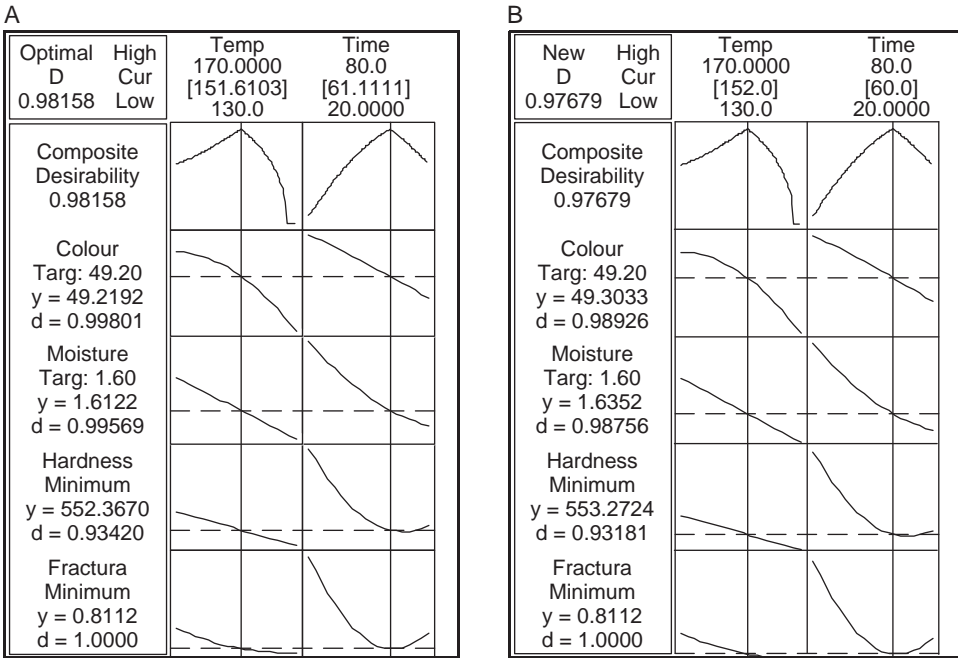 A
Optimal High
D Cur
0.98158 Low
Temp
170.0000
[151.6103]
130.0
Time
80.0
[61.1111]
20.0000
Composite
Desirability
0.98158
Colour
Targ: 49.20
y = 49.2192
d = 0.99801
Moisture
Targ: 1.60
y = 1.6122
d = 0.99569
Hardness
Minimum
y = 552.3670
d = 0.93420
Fractura
Minimum
y = 0.8112
d = 1.0000
B
New High
D Cur
0.97679 Low
Temp
170.0000
[152.0]
130.0
Time
80.0
[60.0]
20.0000
Composite
Desirability
0.97679
Colour
Targ: 49.20
y = 49.3033
d = 0.98926
Moisture
Targ: 1.60
y = 1.6352
d = 0.98756
Hardness
Minimum
y = 553.2724
d = 0.93181
Fractura
Minimum
y = 0.8112
d = 1.0000